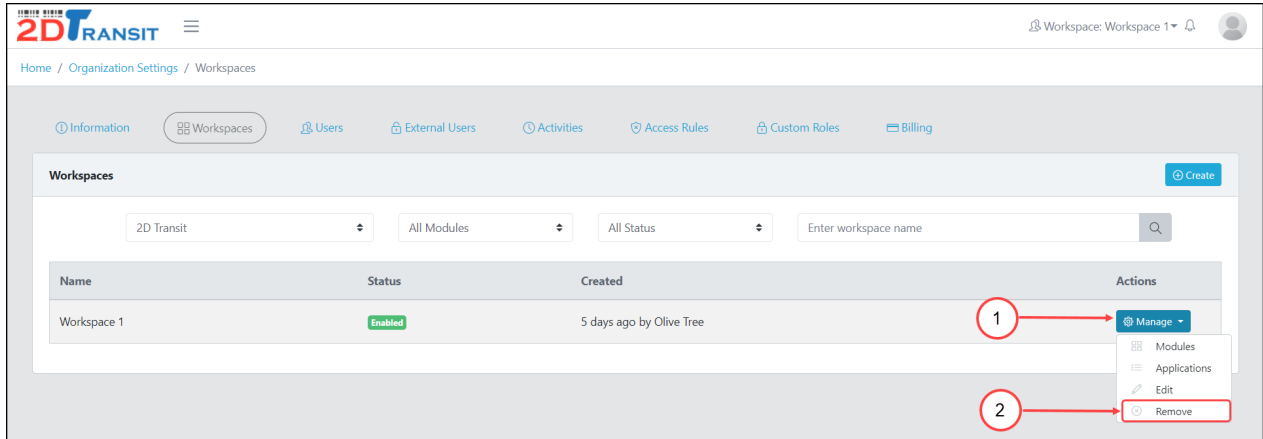 2DTRANSIT
Workspace: Workspace 1
Home / Organization Settings / Workspaces
Information Workspaces Users External Users Activities Access Rules Custom Roles Billing
Workspaces Create
2D Transit All Modules All Status Enter workspace name
Name Status Created Actions
Workspace 1 Enabled 5 days ago by Olive Tree 1 Manage
Modules
Applications
Edit
2 Remove